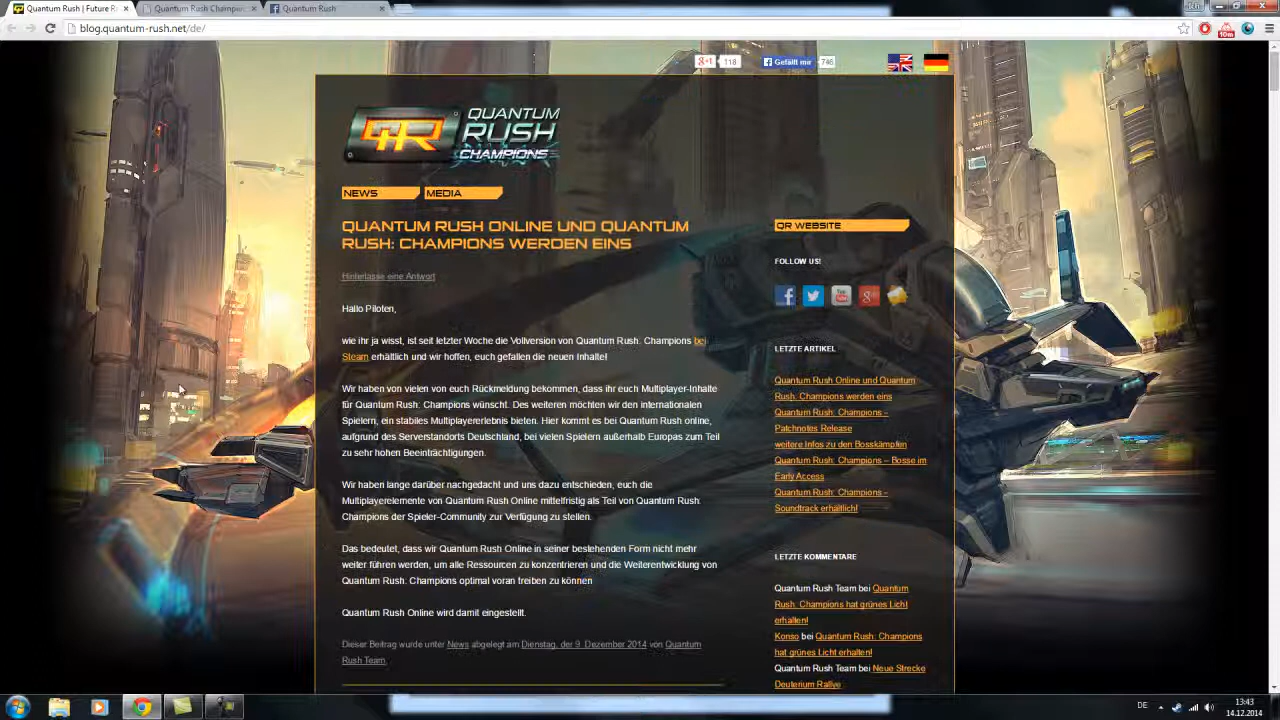 Quantum Rush | Future R
Quantum Rush Champion
Quantum Rush
blog.quantum-rush.net/de/
10m
118
Gefällt mir
746
QR
QUANTUM
RUSH
CHAMPIONS
NEWS
MEDIA
QUANTUM RUSH ONLINE UND QUANTUM
RUSH: CHAMPIONS WERDEN EINS
Hinterlasse eine Antwort
Hallo Piloten,
wie ihr ja wisst, ist seit letzter Woche die Vollversion von Quantum Rush. Champions bei
Steam erhältlich und wir hoffen, euch gefallen die neuen Inhalte!
Wir haben von vielen von euch Rückmeldung bekommen, dass ihr euch Multiplayer-Inhalte
für Quantum Rush: Champions wünscht. Des weiteren möchten wir den internationalen
Spielern, ein stabiles Multiplayererlebnis bieten. Hier kommt es bei Quantum Rush online,
aufgrund des Serverstandorts Deutschland, bei vielen Spielern außerhalb Europas zum Teil
zu sehr hohen Beeinträchtigungen.
Wir haben lange darüber nachgedacht und uns dazu entschieden, euch die
Multiplayerelemente von Quantum Rush Online mittelfristig als Teil von Quantum Rush:
Champions der Spieler-Community zur Verfügung zu stellen.
Das bedeutet, dass wir Quantum Rush Online in seiner bestehenden Form nicht mehr
weiter führen werden, um alle Ressourcen zu konzentrieren und die Weiterentwicklung von
Quantum Rush: Champions optimal voran treiben zu können
Quantum Rush Online wird damit eingestellt.
Dieser Beitrag wurde unter News abgelegt am Dienstag, der 9. Dezember 2014 von Quantum
Rush Team.
QR WEBSITE
FOLLOW US!
LETZTE ARTIKEL
Quantum Rush Online und Quantum
Rush: Champions werden eins
Quantum Rush: Champions –
Patchnotes Release
weitere Infos zu den Bosskämpfen
Quantum Rush: Champions – Bosse im
Early Access
Quantum Rush: Champions –
Soundtrack erhältlich!
LETZTE KOMMENTARE
Quantum Rush Team bei Quantum
Rush: Champions hat grünes Licht
erhalten!
Konso bei Quantum Rush: Champions
hat grünes Licht erhalten!
Quantum Rush Team bei Neue Strecke
Deuterium Rallye
DE
13:43
14.12.2014